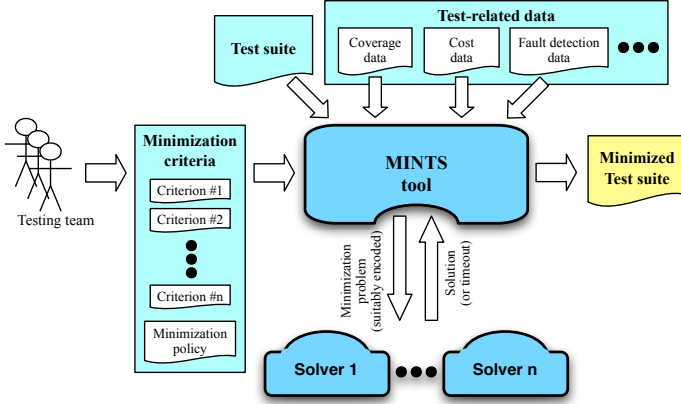 Test-related data
Test suite
Coverage
data
Cost
data
Fault detection
data
Minimization
criteria
Criterion #1
Criterion #2
Criterion #n
Minimization
policy
Testing team
MINTS
tool
Minimized
Test suite
Minimization
problem
(suitably encoded)
Solution
(or timeout)
Solver 1
Solver n